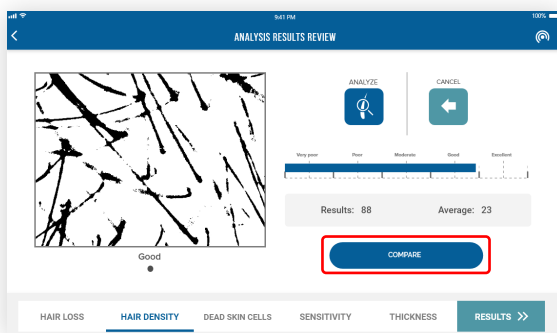 9:41 PM
100%
ANALYSIS RESULTS REVIEW
ANALYZE
CANCEL
Very poor Poor Moderate Good Excellent
Results: 88 Average: 23
Good
COMPARE
HAIR LOSS HAIR DENSITY DEAD SKIN CELLS SENSITIVITY THICKNESS RESULTS